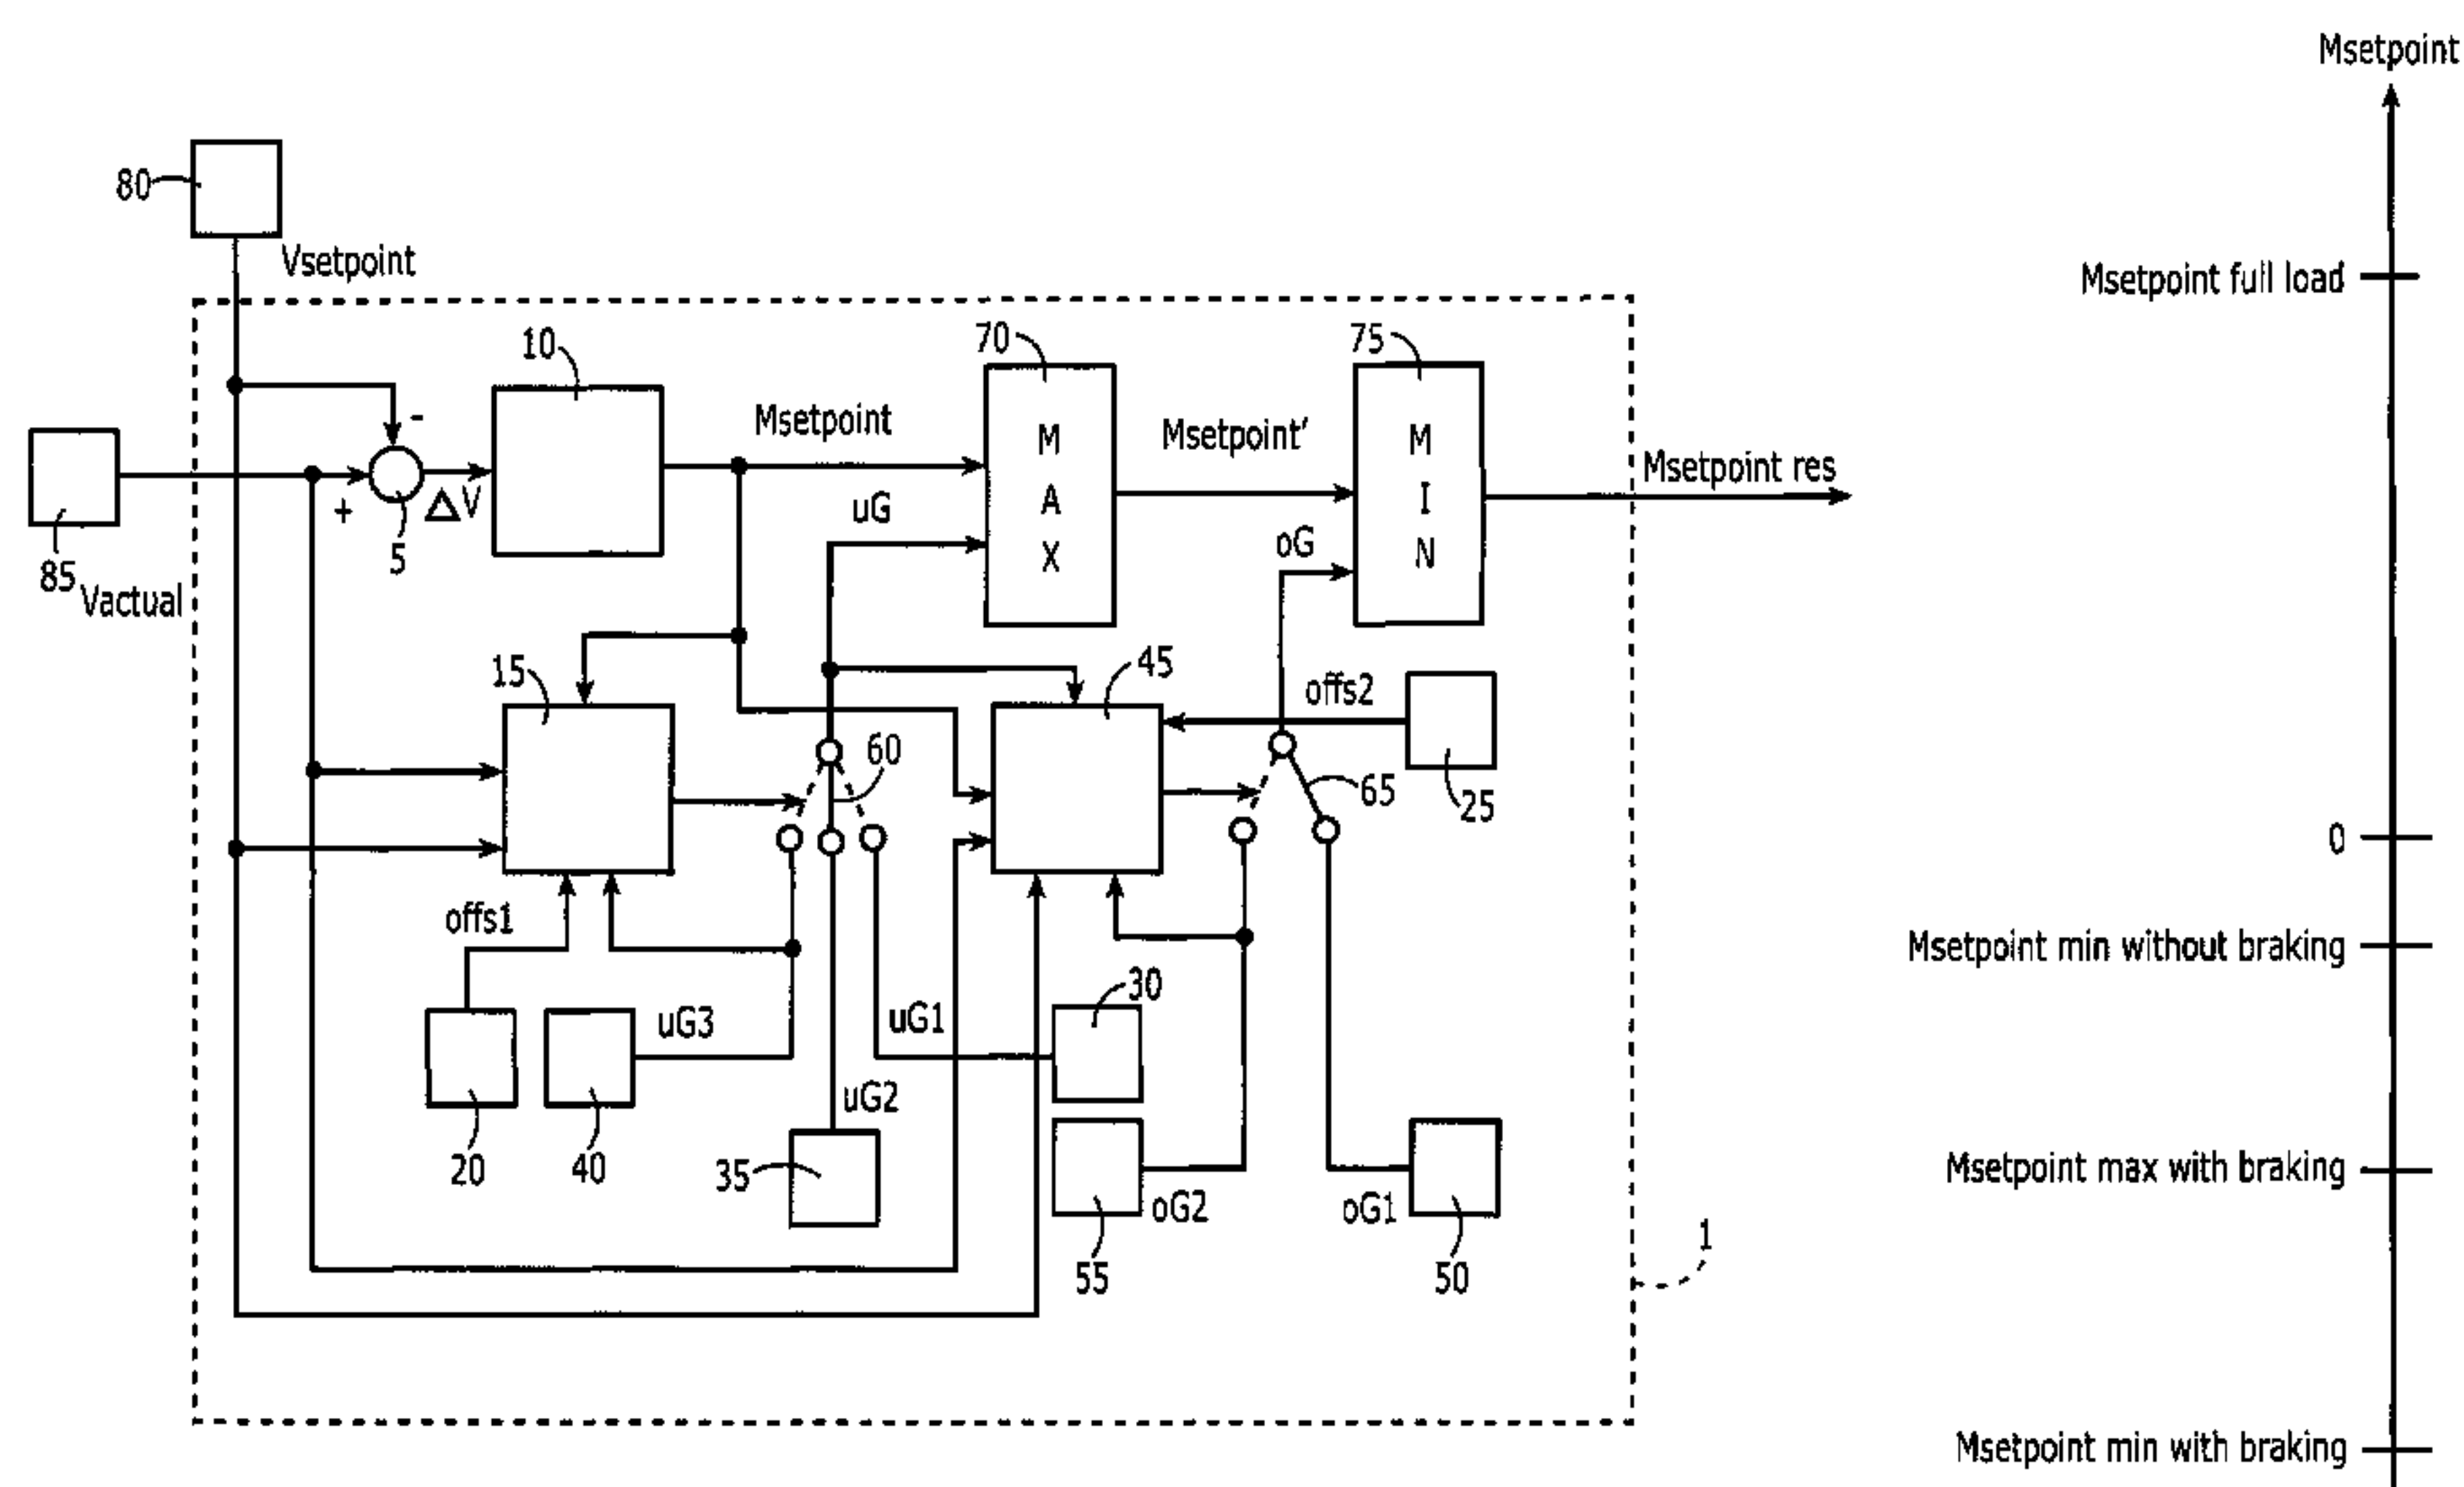 Msetpoint
80
Vsetpoint
Msetpoint full load
10
70
75
-
Msetpoint
Msetpoint'
M
A
X
M
I
N
Msetpoint res
+
ΔV
uG
oG
5
85
Vactual
15
45
offs2
60
65
25
0
offs1
Msetpoint min without braking
30
uG3
uG1
uG2
20
40
35
Msetpoint max with braking
oG2
oG1
55
50
1
Msetpoint min with braking